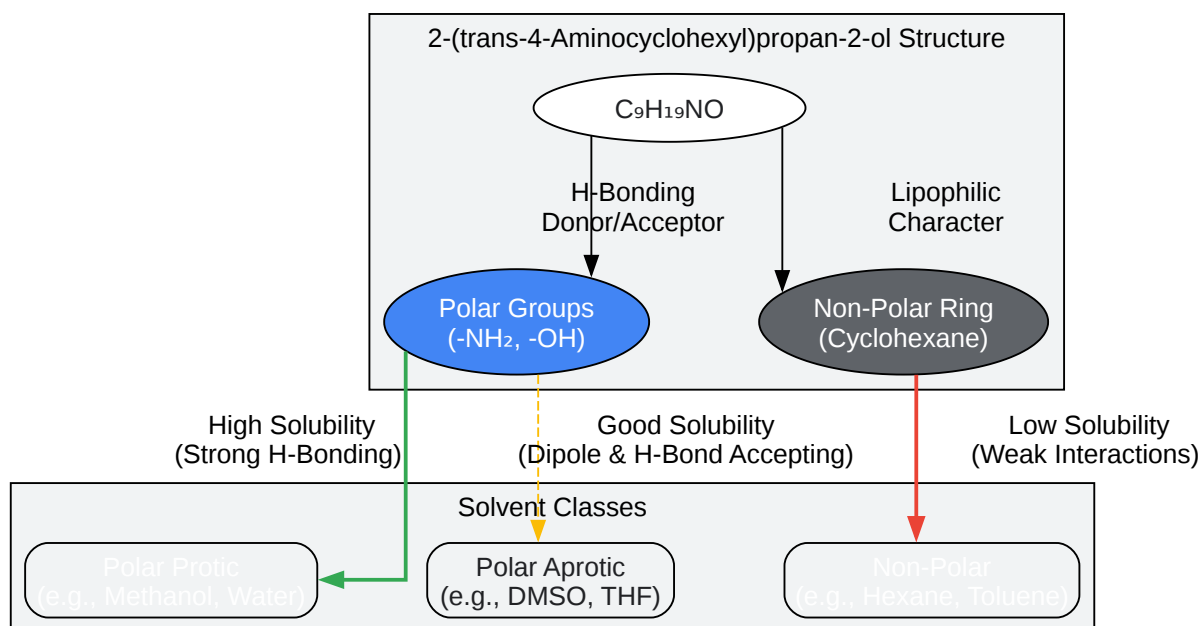 2-(trans-4-Aminocyclohexyl)propan-2-ol Structure
C₉H₁₉NO
H-Bonding
Donor/Acceptor
Lipophilic
Character
Polar Groups
(-NH₂, -OH)
Non-Polar Ring
(Cyclohexane)
High Solubility
(Strong H-Bonding)
Good Solubility
(Dipole & H-Bond Accepting)
Low Solubility
(Weak Interactions)
Solvent Classes
Polar Protic
(e.g., Methanol, Water)
Polar Aprotic
(e.g., DMSO, THF)
Non-Polar
(e.g., Hexane, Toluene)